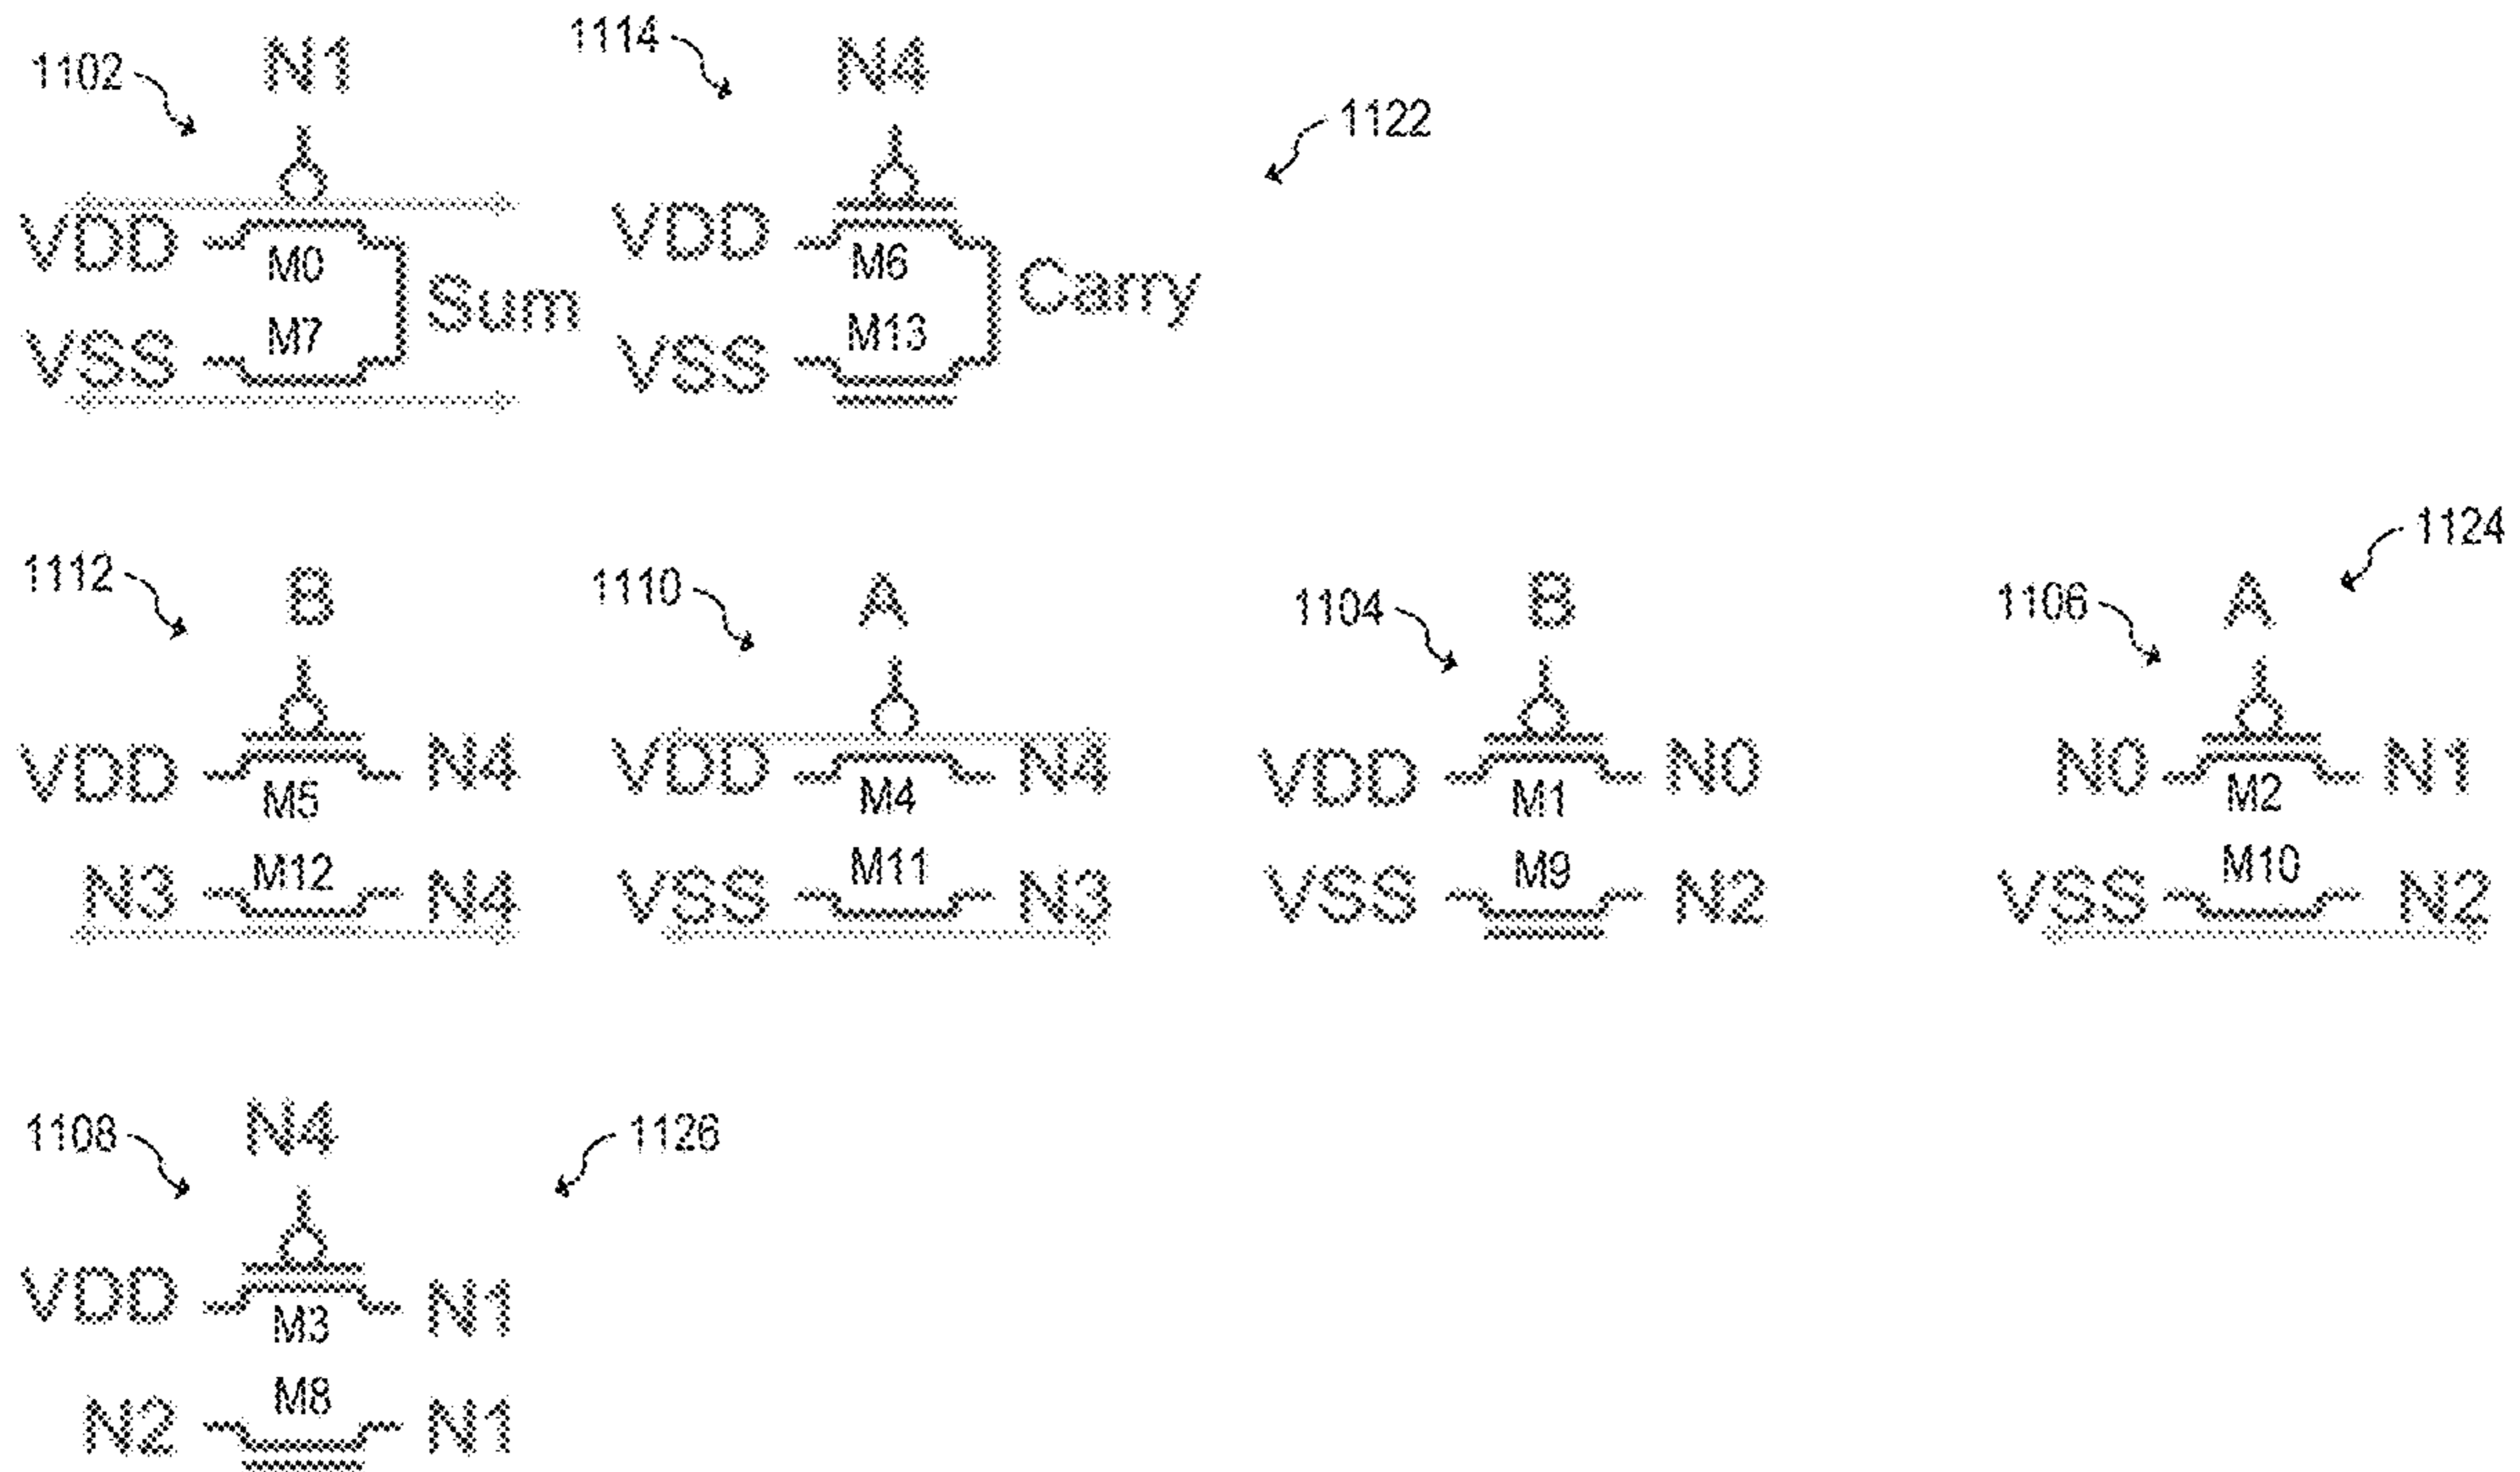 1102 N1 1114 N4 1122
VDD M0 Sum VDD M6 Carry
VSS M7 VSS M13
1112 B 1110 A 1104 B 1106 A 1124
VDD M5 N4 VDD M4 N4 VDD M1 N0 N0 M2 N1
N3 M12 N4 VSS M11 N3 VSS M9 N2 VSS M10 N2
1108 N4 1126
VDD M3 N1
N2 M8 N1